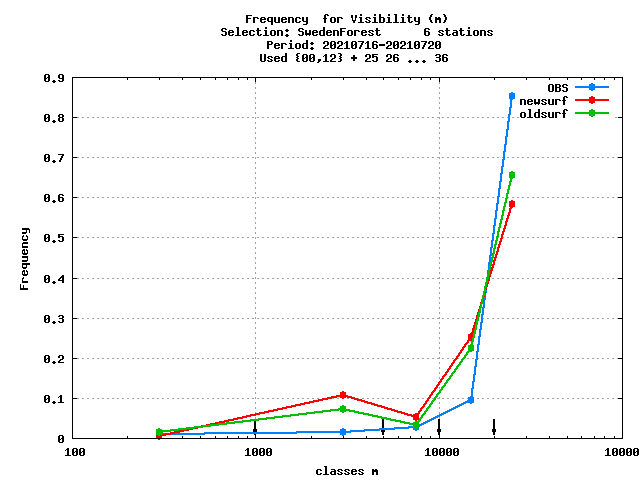 Frequency  for Visibility (m)
Selection: SwedenForest      6 stations
Period: 20210716-20210720
Used {00,12} + 25 26 ... 36
OBS
newsurf
oldsurf
0.9
0.8
0.7
0.6
0.5
0.4
0.3
0.2
0.1
0
Frequency
100
1000
10000
10000
classes m